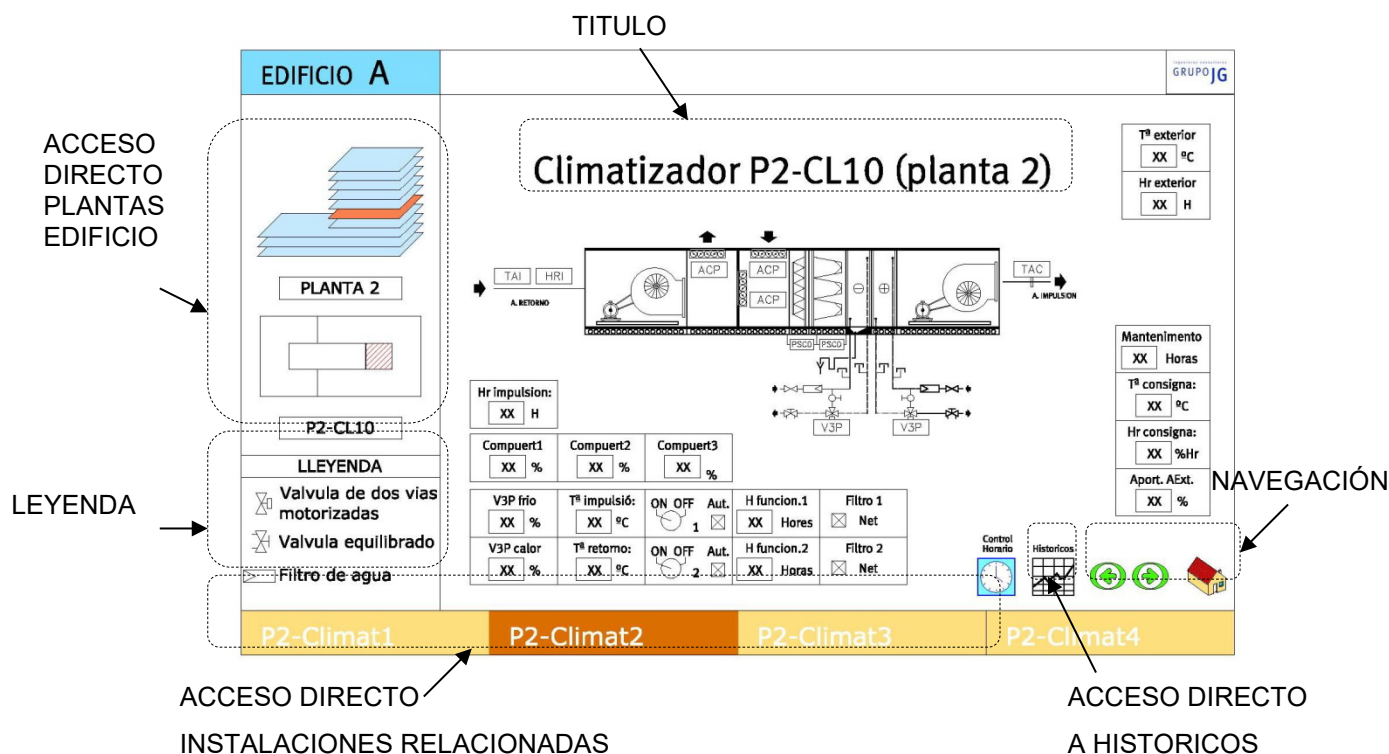 TITULO
EDIFICIO A
ingenieros consultores
GRUPO JG
ACCESO
DIRECTO
PLANTAS
EDIFICIO
Climatizador P2-CL10 (planta 2)
Tª exterior
XX ºC
Hr exterior
XX H
PLANTA 2
P2-CL10
TAI HRI
A. RETORNO
ACP ACP
ACP
TAC
A. IMPULSION
PSCO PSCO
V3P V3P
Mantenimento
XX Horas
Tª consigna:
XX ºC
Hr consigna:
XX %Hr
Aport. AExt.
XX %
Hr impulsion:
XX H
Compuert1 Compuert2 Compuert3
XX % XX % XX %
V3P frio Tª impulsió: ON OFF Aut. H funcion.1 Filtro 1
XX % XX ºC 1 XX Hores Net
V3P calor Tª retorno: ON OFF Aut. H funcion.2 Filtro 2
XX % XX ºC 2 XX Horas Net
LEYENDA
LLEYENDA
Valvula de dos vias
motorizadas
Valvula equilibrado
Filtro de agua
NAVEGACIÓN
Control
Horario
Historicos
P2-Climat1 P2-Climat2 P2-Climat3 P2-Climat4
ACCESO DIRECTO
INSTALACIONES RELACIONADAS
ACCESO DIRECTO
A HISTORICOS